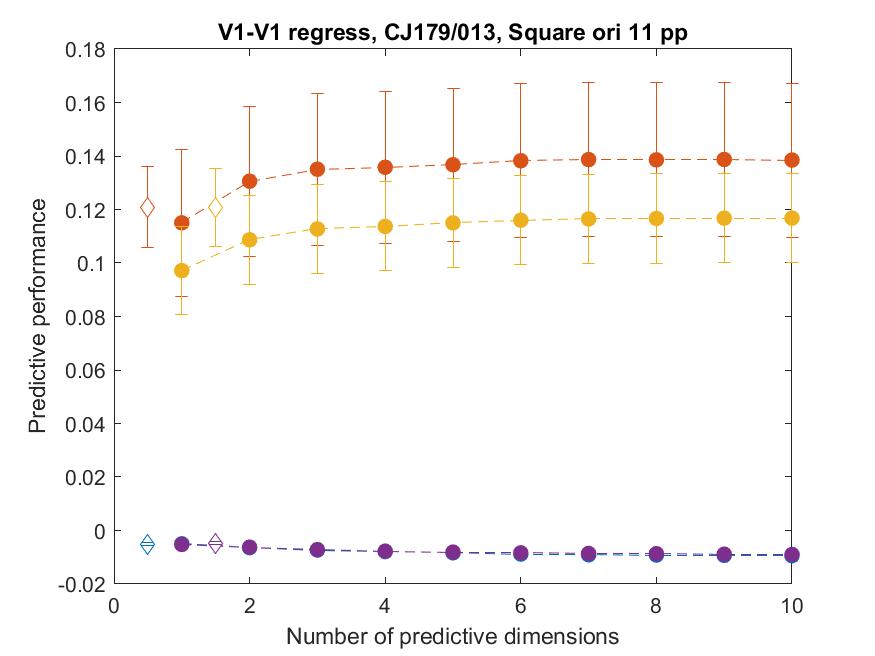 V1-V1 regress, CJ179/013, Square ori 11 pp
0.18
0.16
0.14
0.12
0.1
0.08
0.06
0.04
0.02
0
-0.02
Predictive performance
0 2 4 6 8 10
Number of predictive dimensions